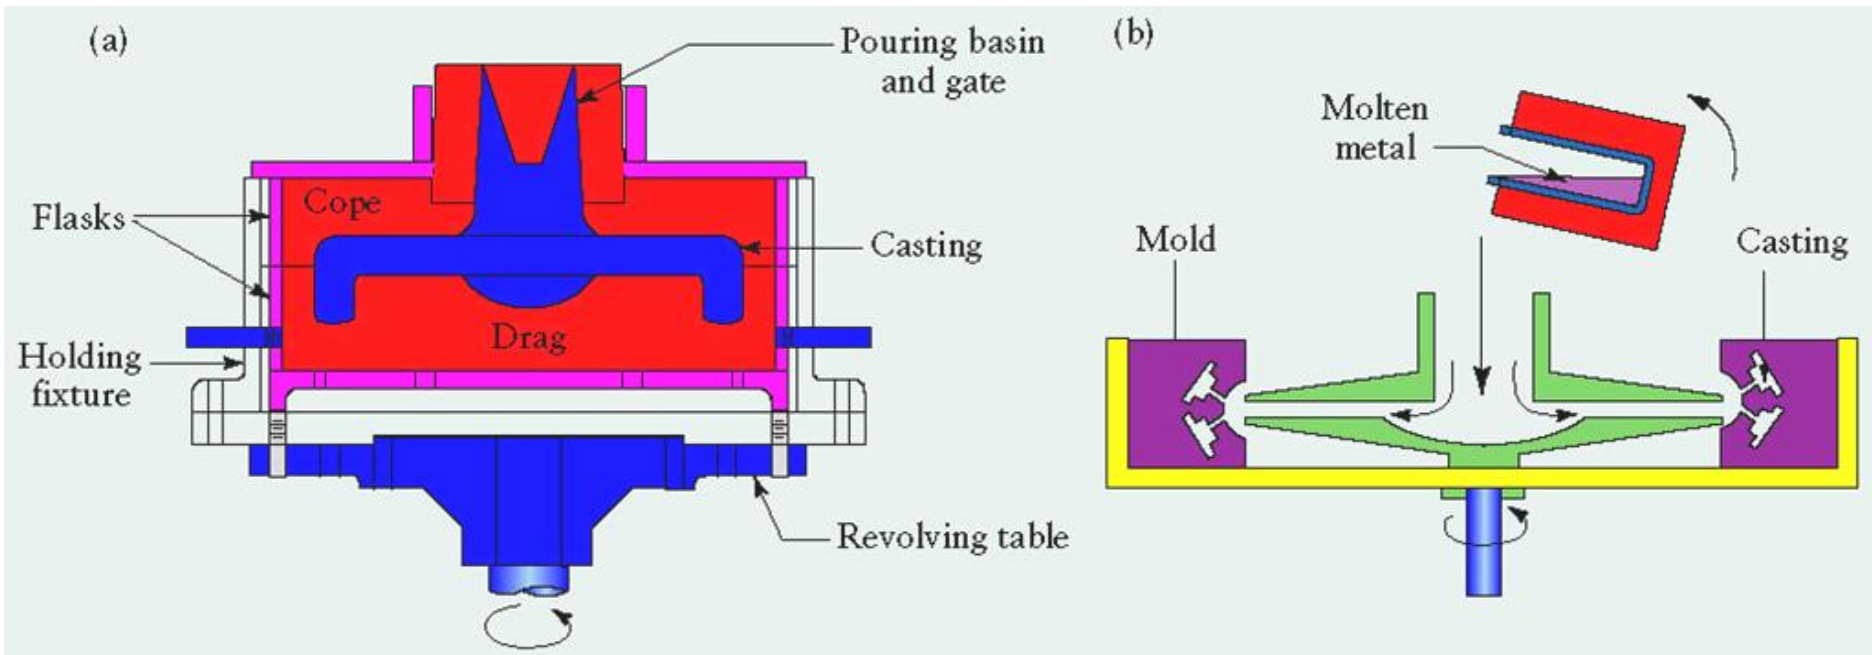 (a)
Pouring basin
and gate
Cope
Flasks
Casting
Drag
Holding
fixture
Revolving table
(b)
Molten
metal
Mold
Casting